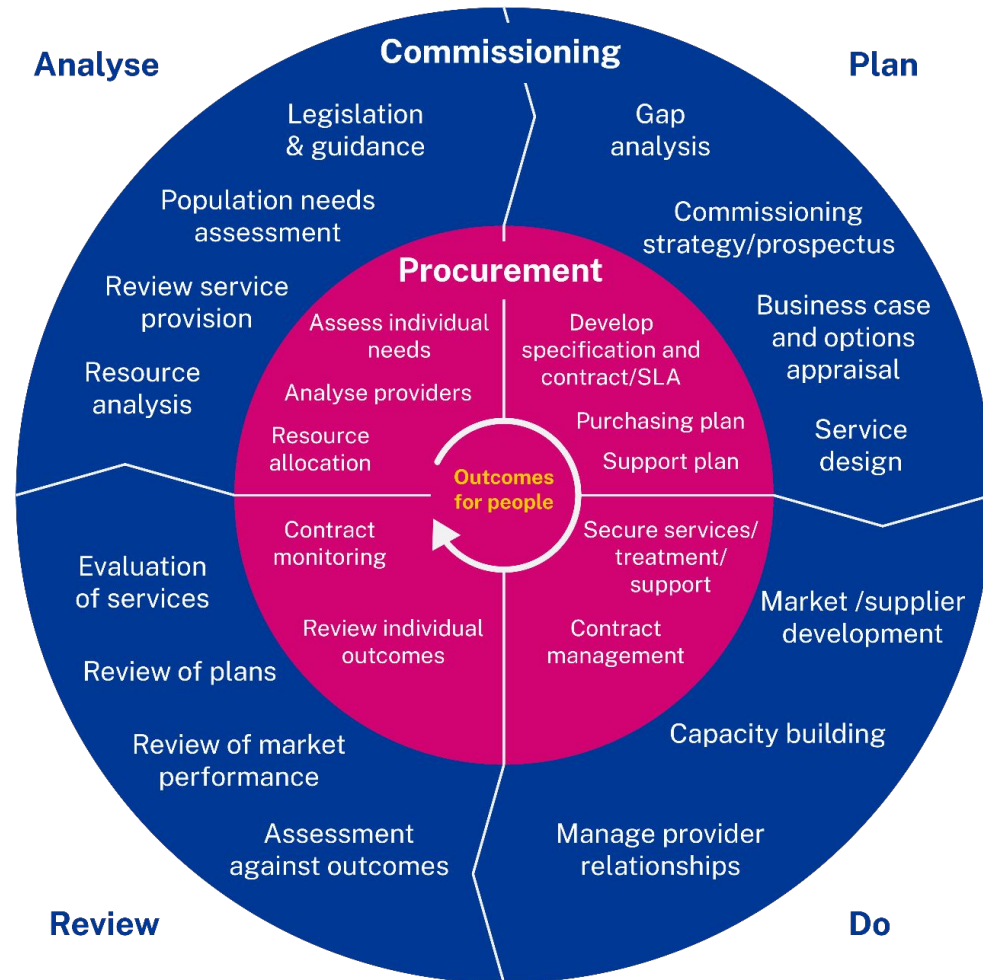 Analyse
Commissioning
Plan
Legislation
& guidance
Population needs
assessment
Review service
provision
Resource
analysis
Gap
analysis
Commissioning
strategy/prospectus
Business case
and options
appraisal
Service
design
Procurement
Assess individual
needs
Analyse providers
Resource
allocation
Develop
specification and
contract/SLA
Purchasing plan
Support plan
Outcomes
for people
Contract
monitoring
Review individual
outcomes
Secure services/
treatment/
support
Contract
management
Evaluation
of services
Review of plans
Review of market
performance
Assessment
against outcomes
Market /supplier
development
Capacity building
Manage provider
relationships
Review
Do